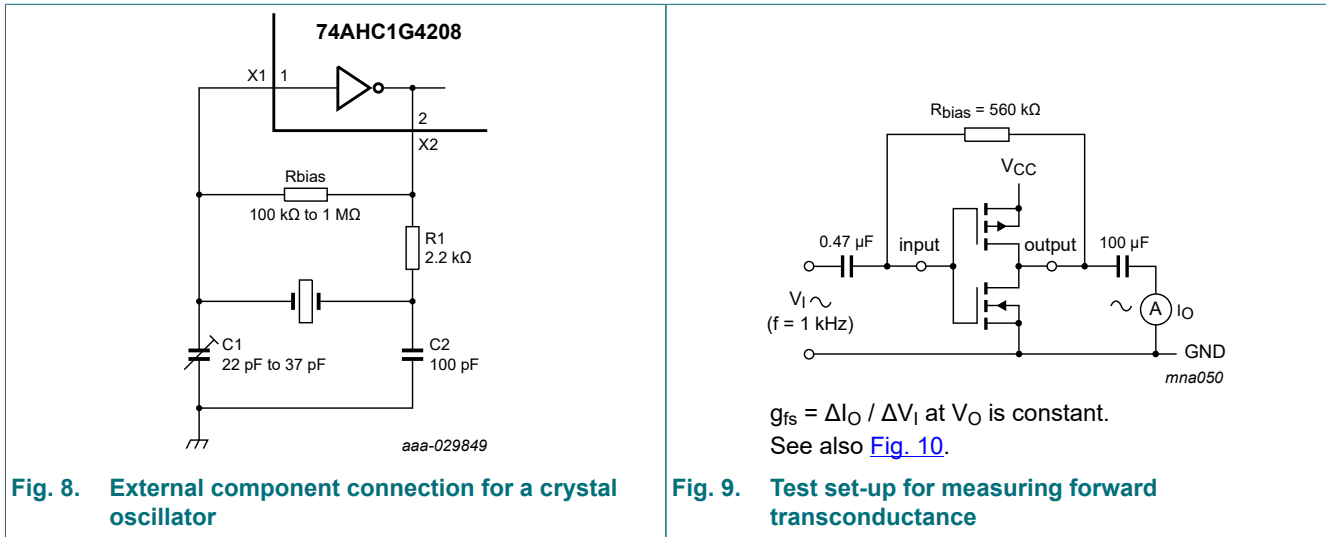 74AHC1G4208
X1 1
2
X2
Rbias
100 kΩ to 1 MΩ
R1
2.2 kΩ
C1
22 pF to 37 pF
C2
100 pF
aaa-029849
Fig. 8. External component connection for a crystal
oscillator
Rbias = 560 kΩ
VCC
0.47 µF
input
output
100 µF
VI
(f = 1 kHz)
A
IO
GND
mna050
gfs = ΔIO / ΔVI at VO is constant.
See also Fig. 10.
Fig. 9. Test set-up for measuring forward
transconductance